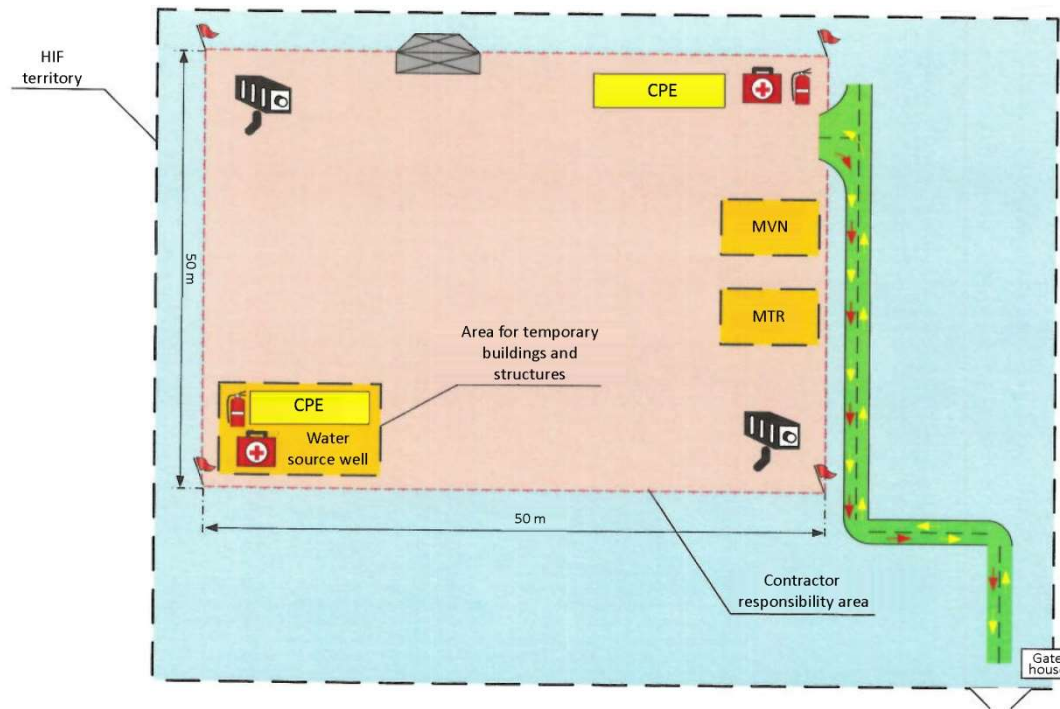 HIF
territory
CPE
MVN
MTR
50 m
Area for temporary
buildings and
structures
CPE
Water
source well
50 m
Contractor
responsibility area
Gate
house